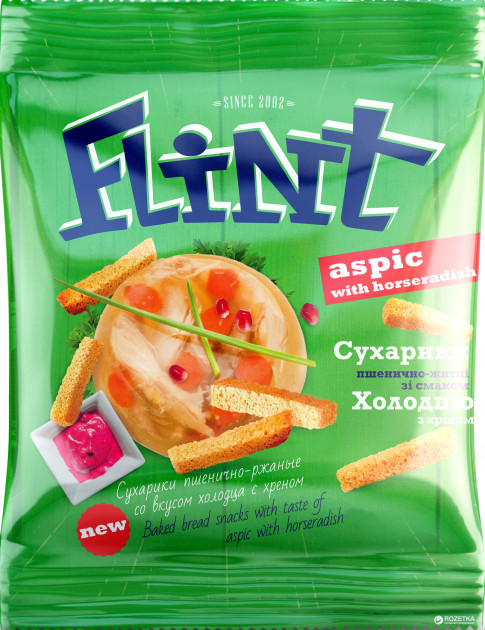 SINCE 2002
FLiNt
aspic
with horseradish
Сухарики
пшенично-житні
зі смаком
Холодцю
з хріном
Сухарики пшенично-ржаные
со вкусом холодца с хреном
new
Baked bread snacks with taste of
aspic with horseradish
ROZETKA